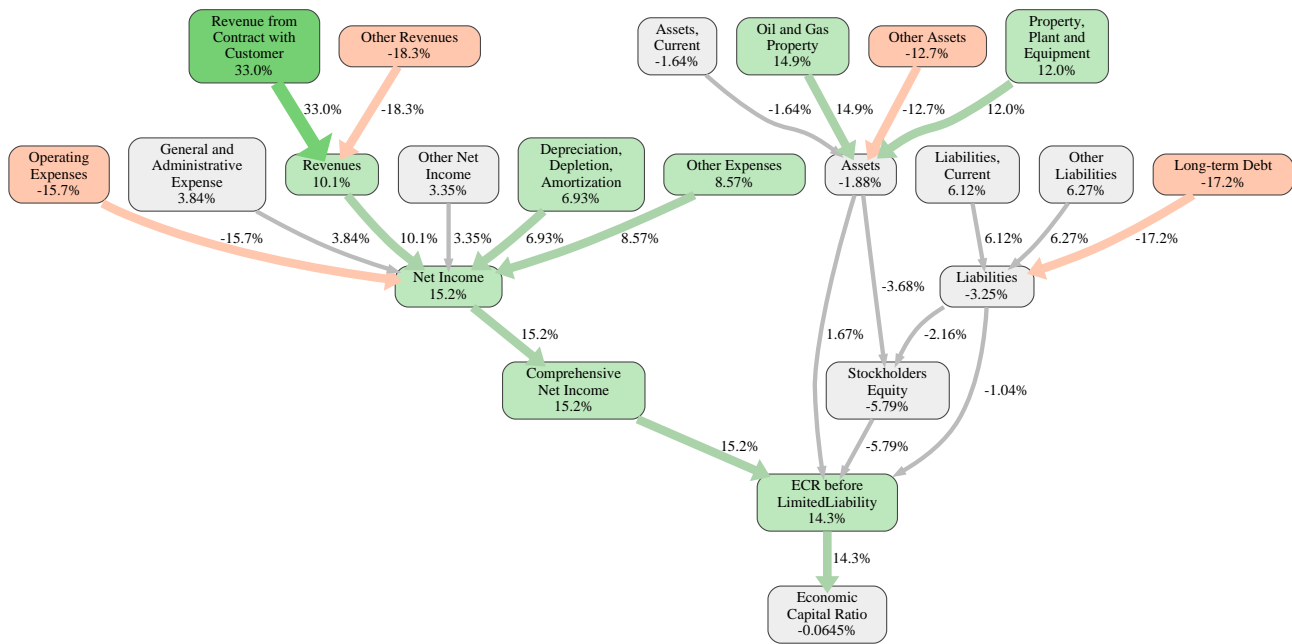 Revenue from
Contract with
Customer
33.0%
Other Revenues
-18.3%
Assets,
Current
-1.64%
Oil and Gas
Property
14.9%
Other Assets
-12.7%
Property,
Plant and
Equipment
12.0%
33.0%
-18.3%
-1.64%
14.9%
-12.7%
12.0%
Operating
Expenses
-15.7%
General and
Administrative
Expense
3.84%
Revenues
10.1%
Other Net
Income
3.35%
Depreciation,
Depletion,
Amortization
6.93%
Other Expenses
8.57%
Assets
-1.88%
Liabilities,
Current
6.12%
Other
Liabilities
6.27%
Long-term Debt
-17.2%
-15.7%
3.84%
10.1%
3.35%
6.93%
8.57%
6.12%
6.27%
-17.2%
Net Income
15.2%
-3.68%
Liabilities
-3.25%
15.2%
1.67%
-2.16%
Comprehensive
Net Income
15.2%
Stockholders
Equity
-5.79%
-1.04%
15.2%
-5.79%
ECR before
LimitedLiability
14.3%
14.3%
Economic
Capital Ratio
-0.0645%